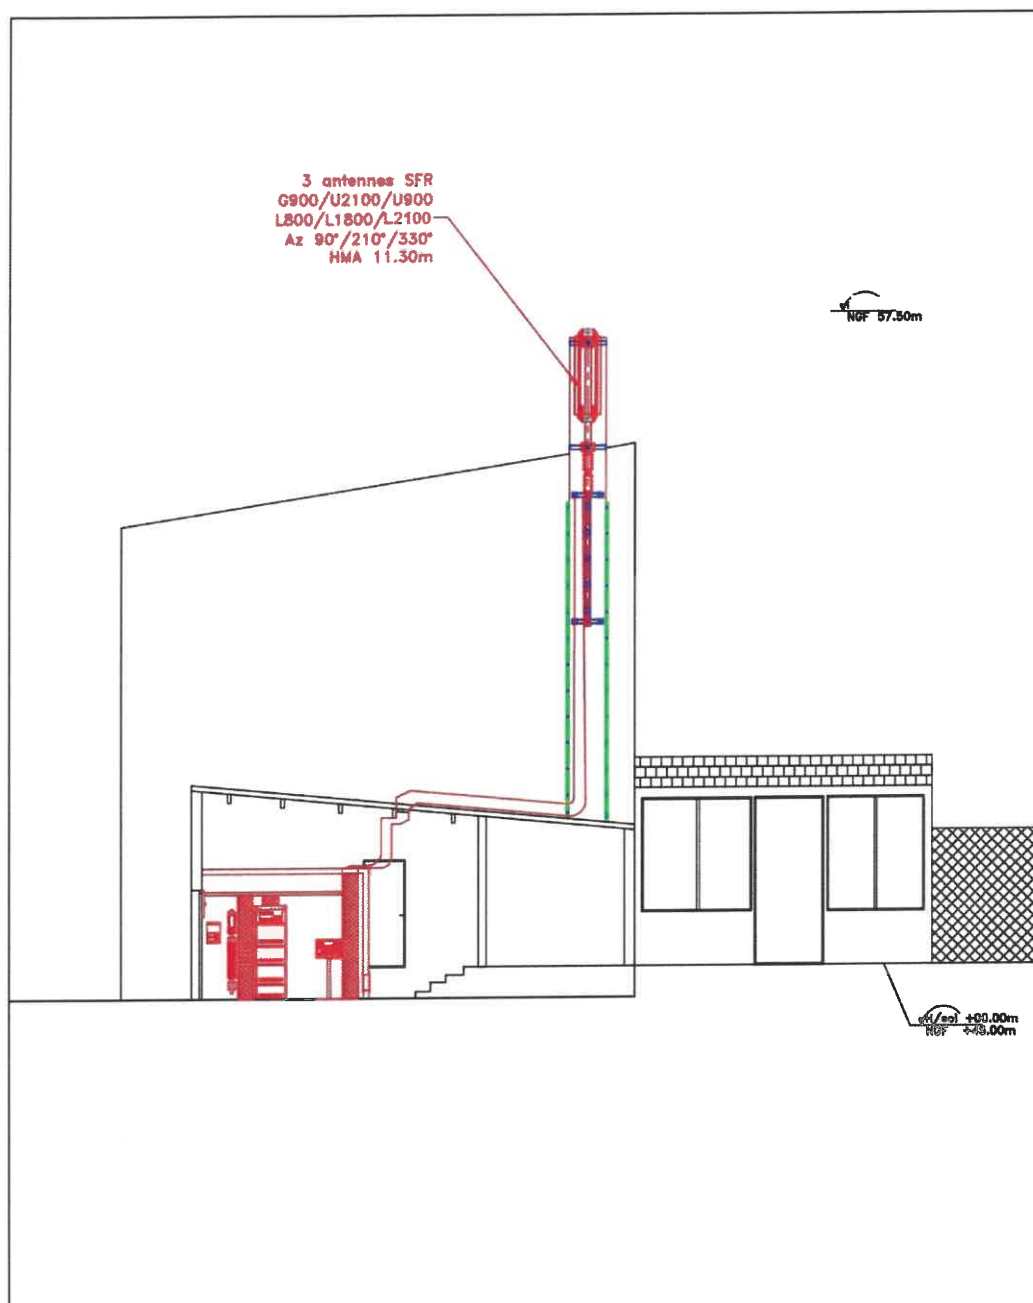 3 antennes SFR
G900/U2100/U900
L800/L1800/L2100
Az 90°/210°/330°
HMA 11.30m
NGF 57.50m
+00.00m
NGF